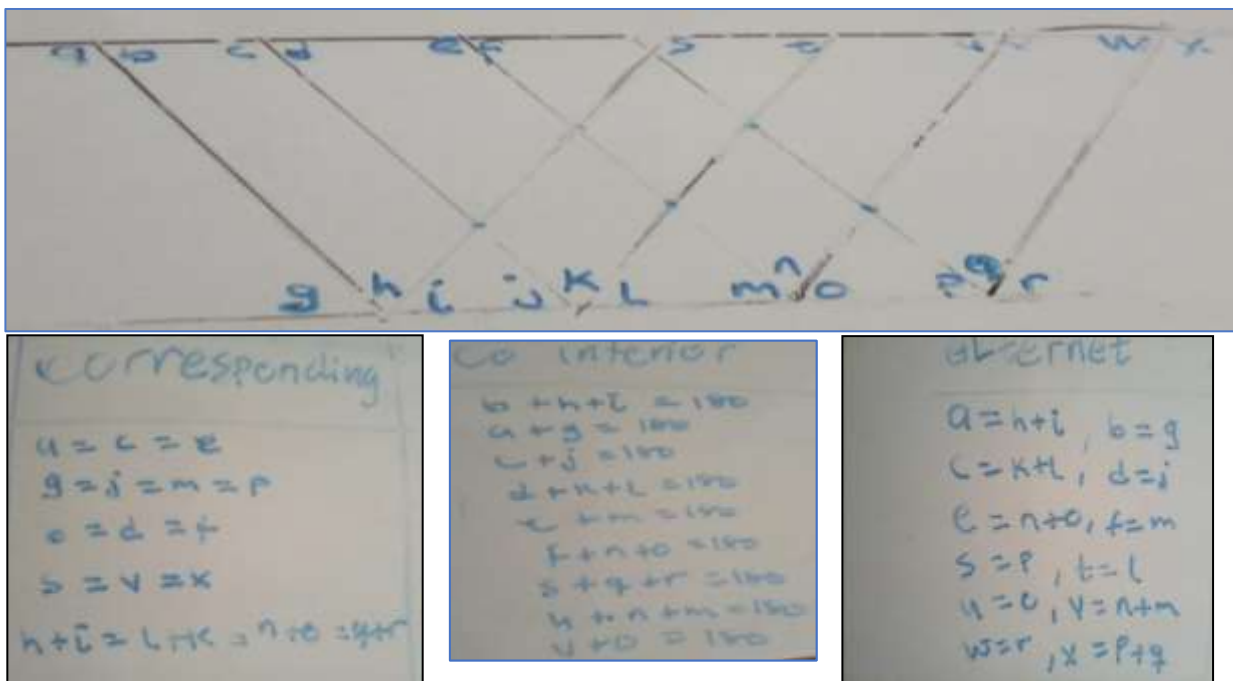 a b c d e f s t w x
g h i j K L m n o p q r
Corresponding
a = c = e
g = j = m = p
b = d = f
s = v = x
h+i = L+K = n+o = q+r
Co interior
b + h + i = 180
a + g = 180
c + j = 180
d + k + l = 180
e + m = 180
f + n + o = 180
s + q + r = 180
u + n + m = 180
v + o = 180
alternet
a = h+i , b = g
c = k+l , d = j
e = n+o , f = m
s = p , t = l
u = o , v = n+m
w = r , x = p+q